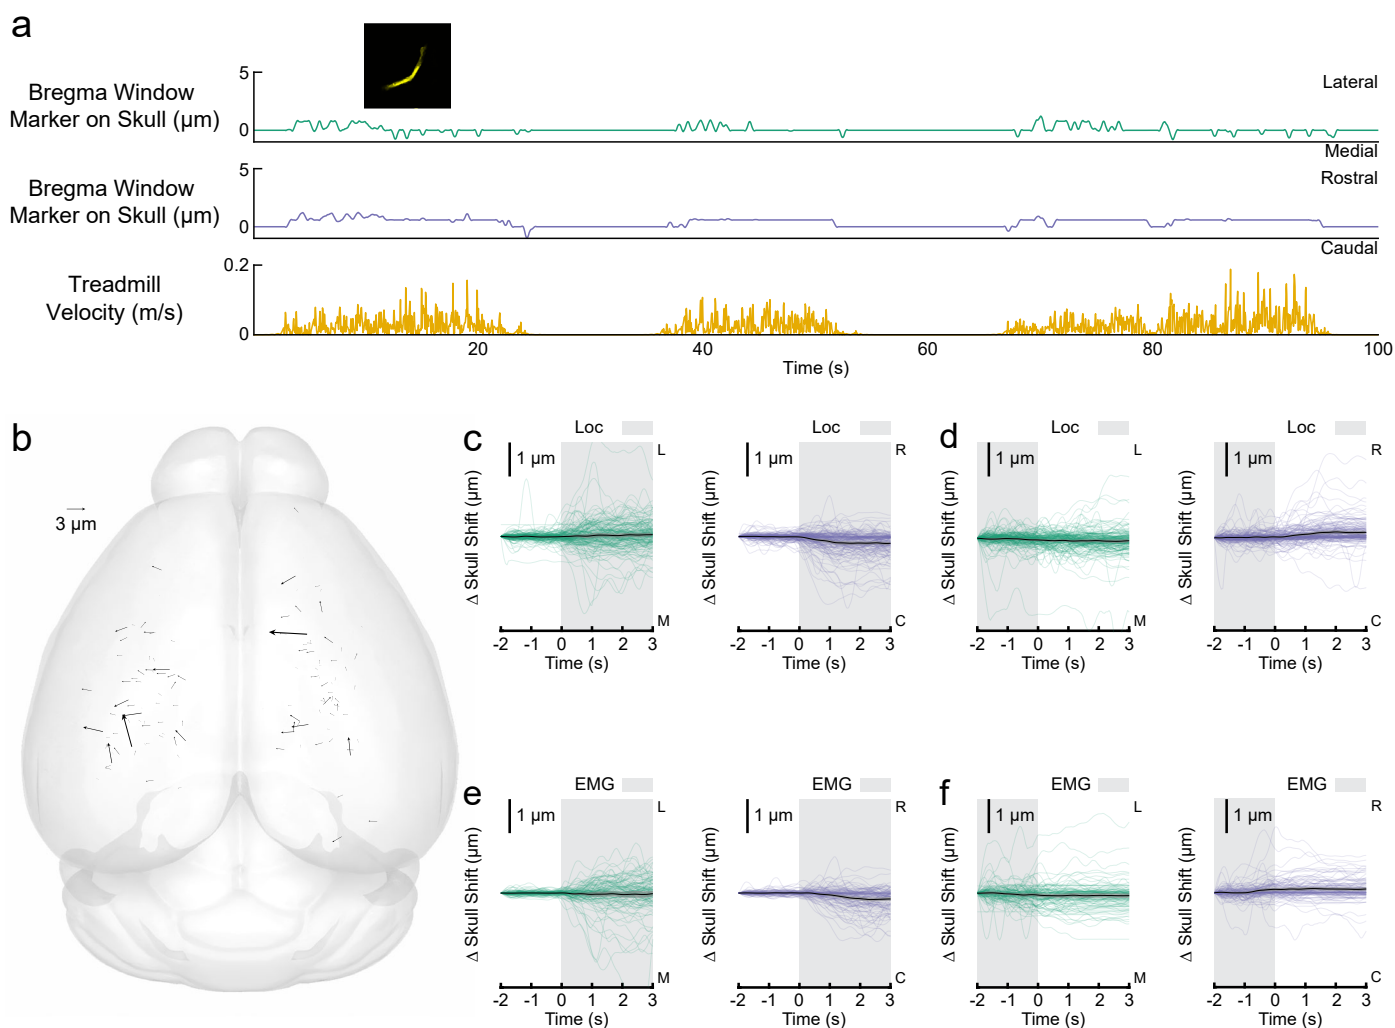 a
5
Bregma Window
Marker on Skull (µm)
0
Lateral
Medial
5
Bregma Window
Marker on Skull (µm)
0
Rostral
Caudal
0.2
Treadmill
Velocity (m/s)
0
20 40 60 80 100
Time (s)
b
3 µm
c
Loc
1 µm
L
Δ Skull Shift (µm)
M
-2 -1 0 1 2 3
Time (s)
Loc
1 µm
R
Δ Skull Shift (µm)
C
-2 -1 0 1 2 3
Time (s)
d
Loc
1 µm
L
Δ Skull Shift (µm)
M
-2 -1 0 1 2 3
Time (s)
Loc
1 µm
R
Δ Skull Shift (µm)
C
-2 -1 0 1 2 3
Time (s)
e
EMG
1 µm
L
Δ Skull Shift (µm)
M
-2 -1 0 1 2 3
Time (s)
EMG
1 µm
R
Δ Skull Shift (µm)
C
-2 -1 0 1 2 3
Time (s)
f
EMG
1 µm
L
Δ Skull Shift (µm)
M
-2 -1 0 1 2 3
Time (s)
EMG
1 µm
R
Δ Skull Shift (µm)
C
-2 -1 0 1 2 3
Time (s)